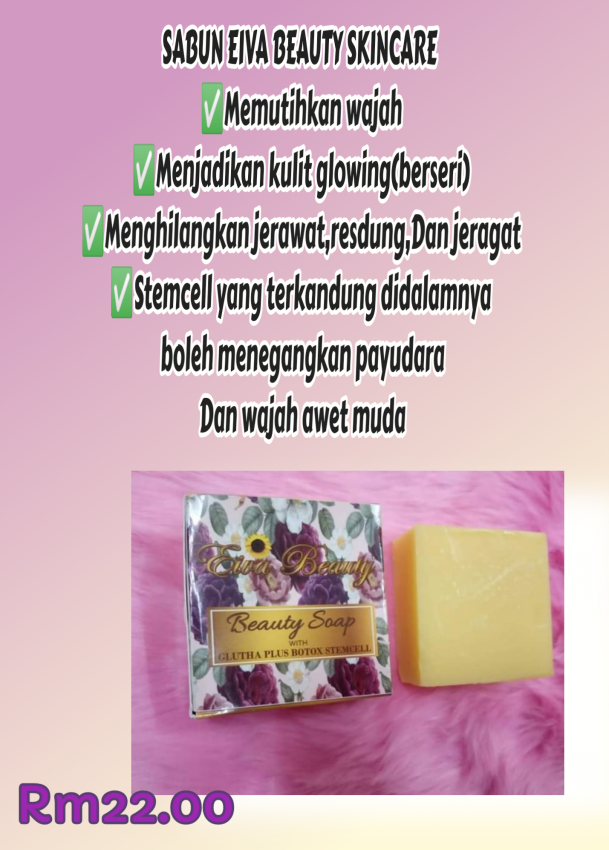 SABUN EIVA BEAUTY SKINCARE
✅Memutihkan wajah
✅Menjadikan kulit glowing(berseri)
✅Menghilangkan jerawat,resdung,Dan jeragat
✅Stemcell yang terkandung didalamnya
boleh menegangkan payudara
Dan wajah awet muda
Eiva Beauty
Beauty Soap
WITH
GLUTHA PLUS BOTOX STEMCELL
Rm22.00